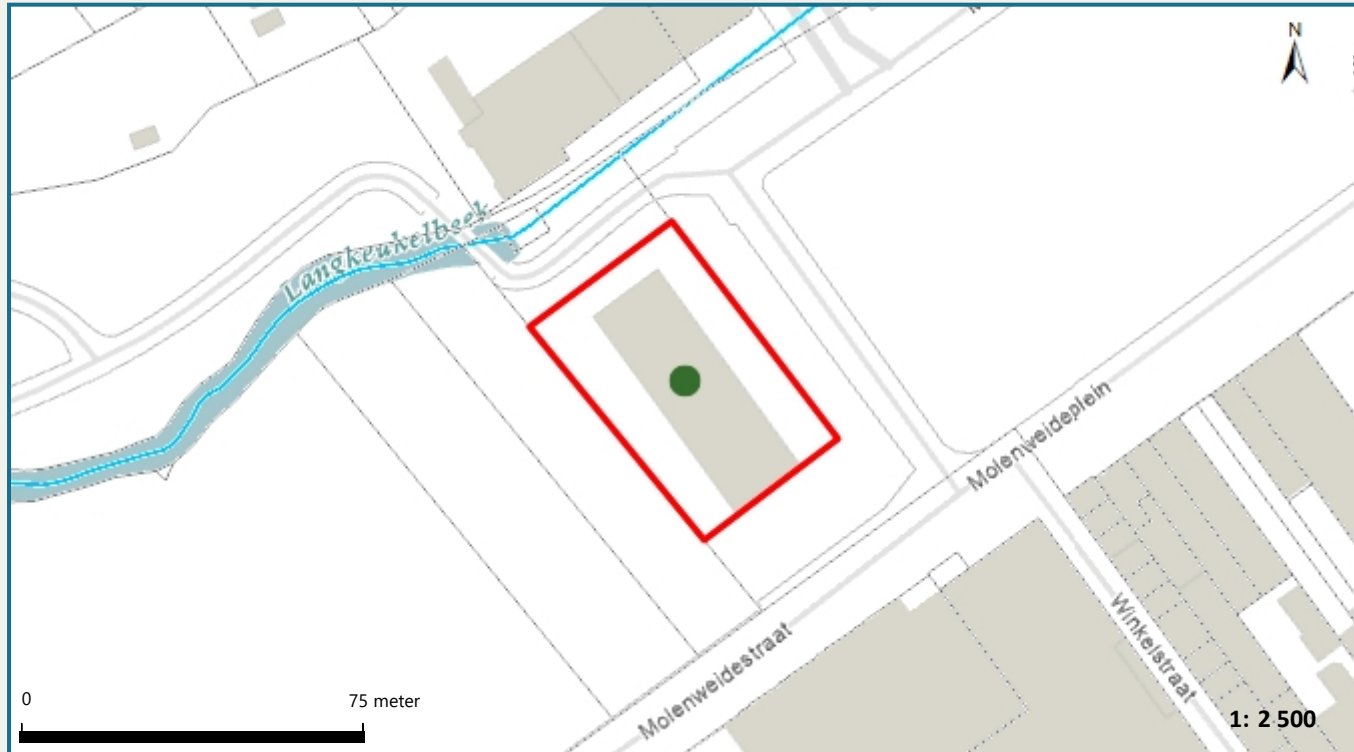 N
Langkeukelbeek
Molenweideplein
Winkelstraat
Molenweidestraat
0
75 meter
1: 2 500